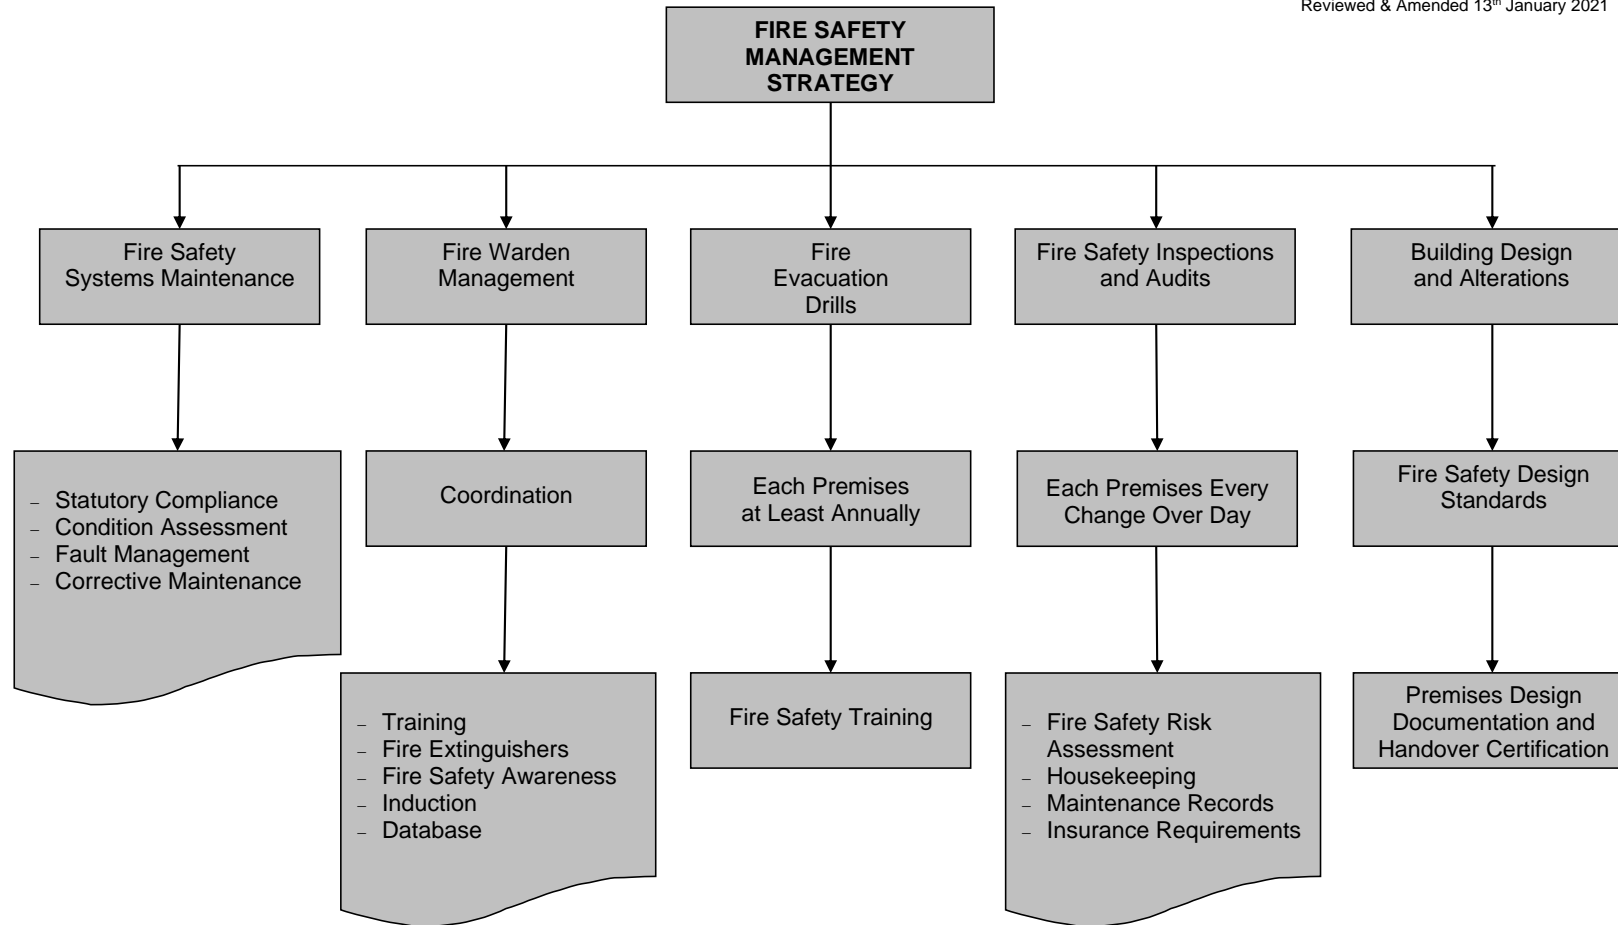 Reviewed & Amended 13th January 2021
FIRE SAFETY
MANAGEMENT
STRATEGY
Fire Safety
Systems Maintenance
Fire Warden
Management
Fire
Evacuation
Drills
Fire Safety Inspections
and Audits
Building Design
and Alterations
– Statutory Compliance
– Condition Assessment
– Fault Management
– Corrective Maintenance
Coordination
Each Premises
at Least Annually
Each Premises Every
Change Over Day
Fire Safety Design
Standards
– Training
– Fire Extinguishers
– Fire Safety Awareness
– Induction
– Database
Fire Safety Training
– Fire Safety Risk
Assessment
– Housekeeping
– Maintenance Records
– Insurance Requirements
Premises Design
Documentation and
Handover Certification